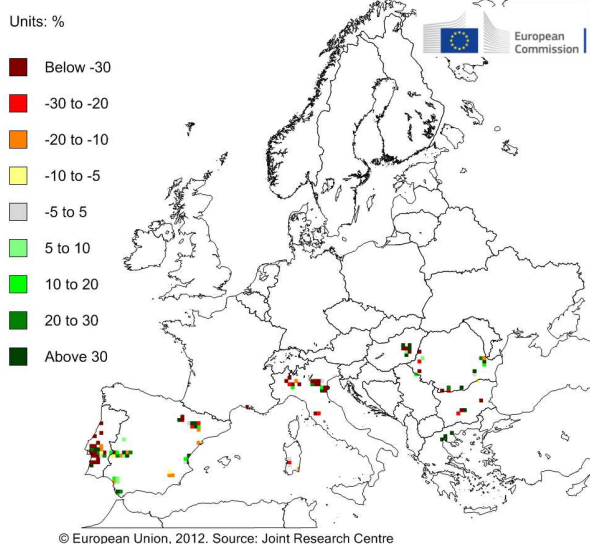 Units: %
European
Commission
Below -30
-30 to -20
-20 to -10
-10 to -5
-5 to 5
5 to 10
10 to 20
20 to 30
Above 30
© European Union, 2012. Source: Joint Research Centre